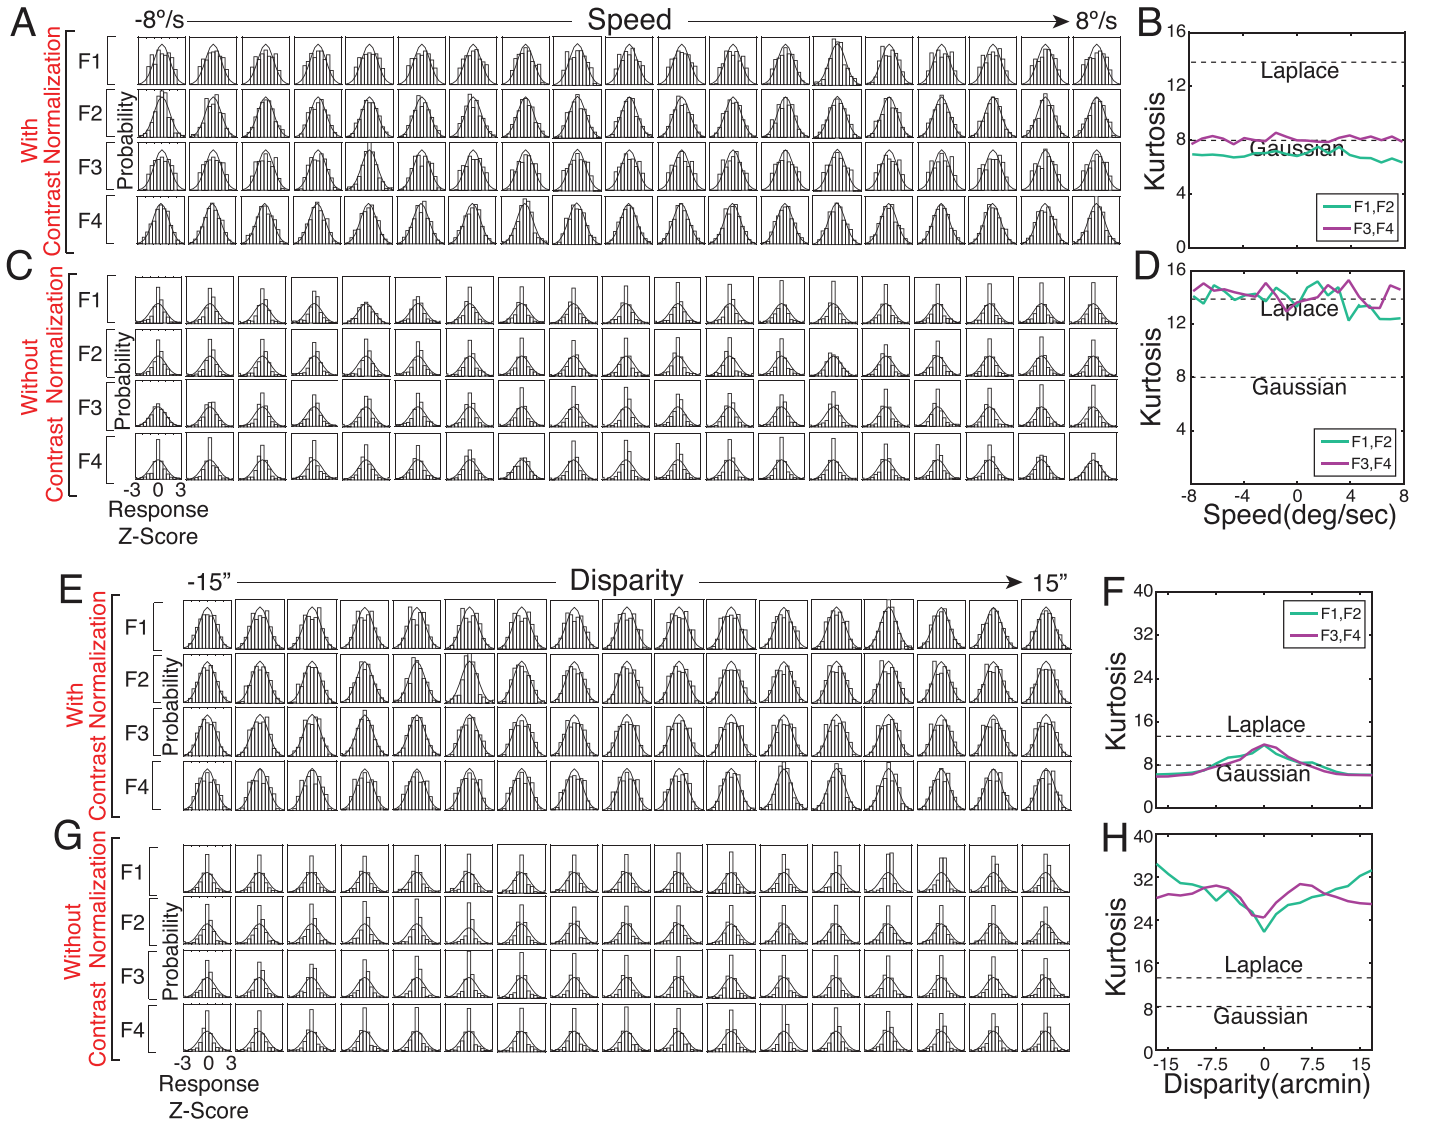 A
-8º/s
Speed
8º/s
With
Contrast Normalization
F1
F2
F3
F4
Probability
B
16
12
8
4
0
Kurtosis
Laplace
Gaussian
F1,F2
F3,F4
C
Without
Contrast Normalization
F1
F2
F3
F4
Probability
-3 0 3
Response
Z-Score
D
16
12
8
4
Kurtosis
Laplace
Gaussian
F1,F2
F3,F4
-8 -4 0 4 8
Speed(deg/sec)
E
-15”
Disparity
15”
With
Contrast Normalization
F1
F2
F3
F4
Probability
F
40
32
24
16
8
0
Kurtosis
F1,F2
F3,F4
Laplace
Gaussian
G
Without
Contrast Normalization
F1
F2
F3
F4
Probability
-3 0 3
Response
Z-Score
H
40
32
24
16
8
0
Kurtosis
Laplace
Gaussian
-15 -7.5 0 7.5 15
Disparity(arcmin)